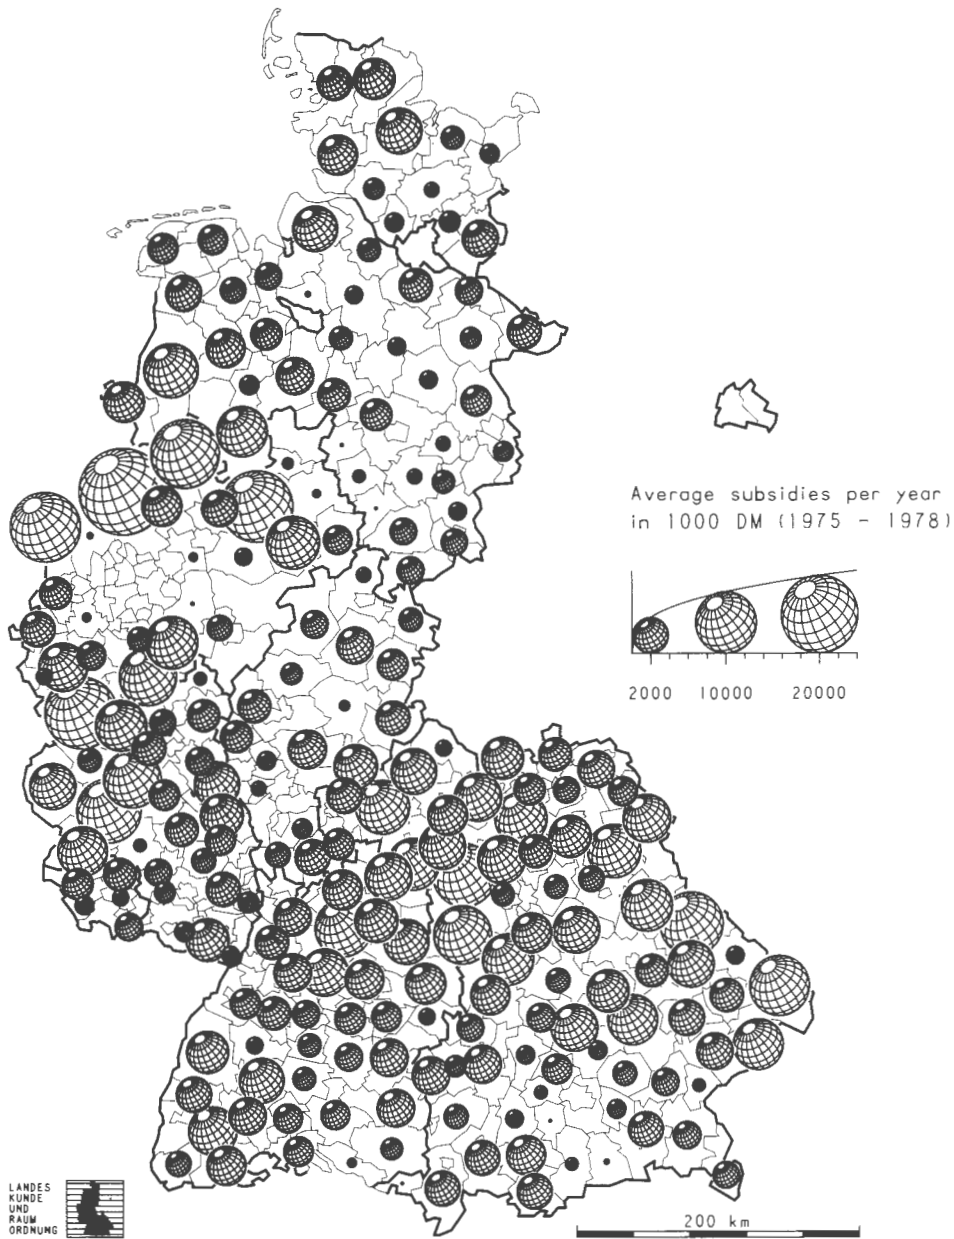 Average subsidies per year
in 1000 DM (1975 - 1978)
2000 10000 20000
LANDES
KUNDE
UND
RAUM
ORDNUNG
200 km